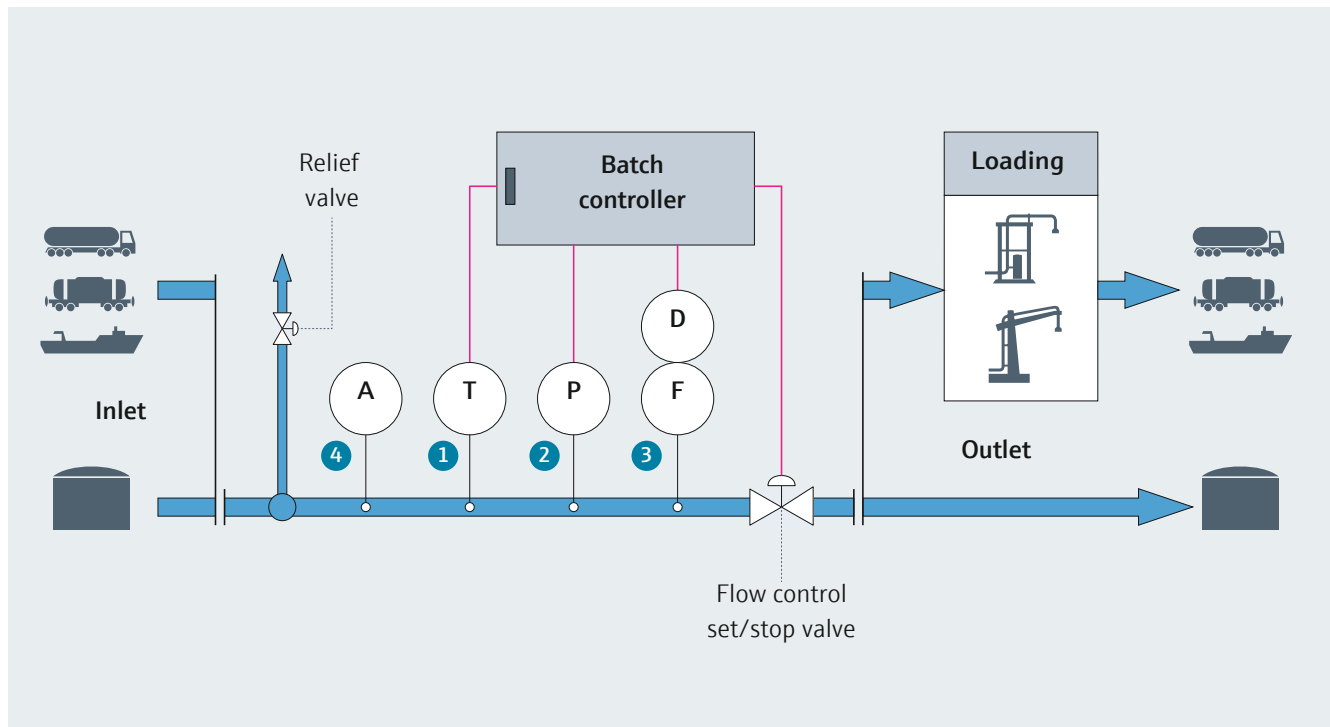 Relief
valve
Batch
controller
Loading
D
A
T
P
F
Inlet
4
1
2
3
Outlet
Flow control
set/stop valve